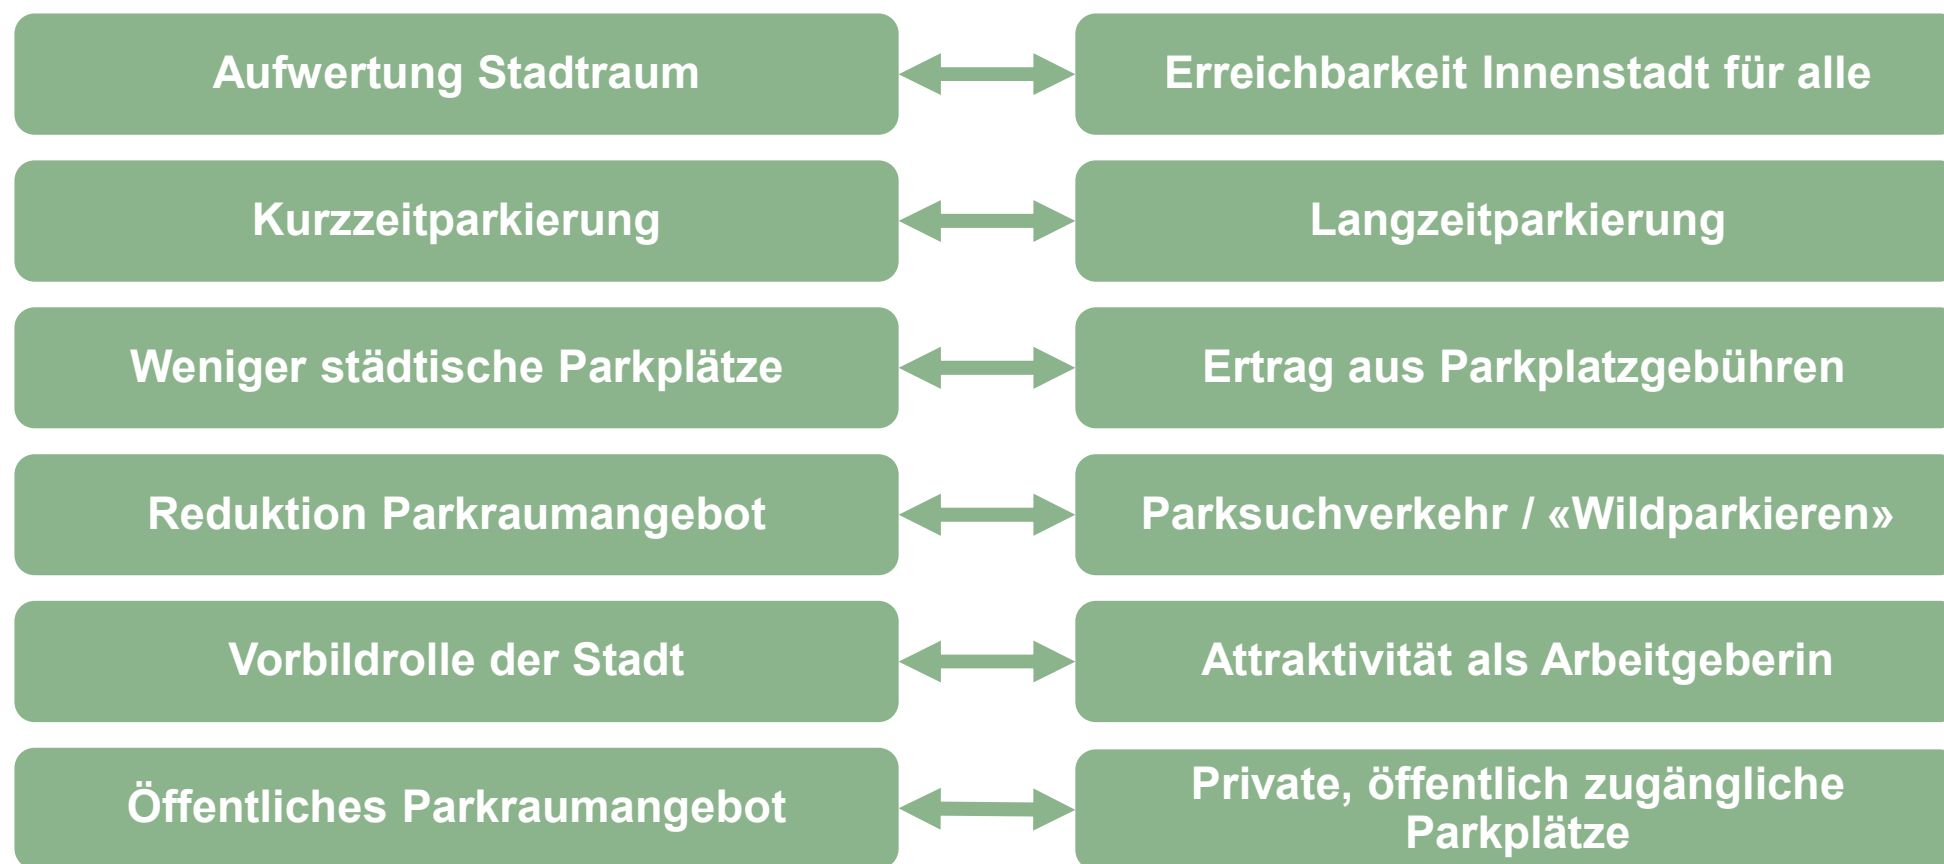 Aufwertung Stadtraum
Erreichbarkeit Innenstadt für alle
Kurzzeitparkierung
Langzeitparkierung
Weniger städtische Parkplätze
Ertrag aus Parkplatzgebühren
Reduktion Parkraumangebot
Parksuchverkehr / «Wildparkieren»
Vorbildrolle der Stadt
Attraktivität als Arbeitgeberin
Öffentliches Parkraumangebot
Private, öffentlich zugängliche
Parkplätze